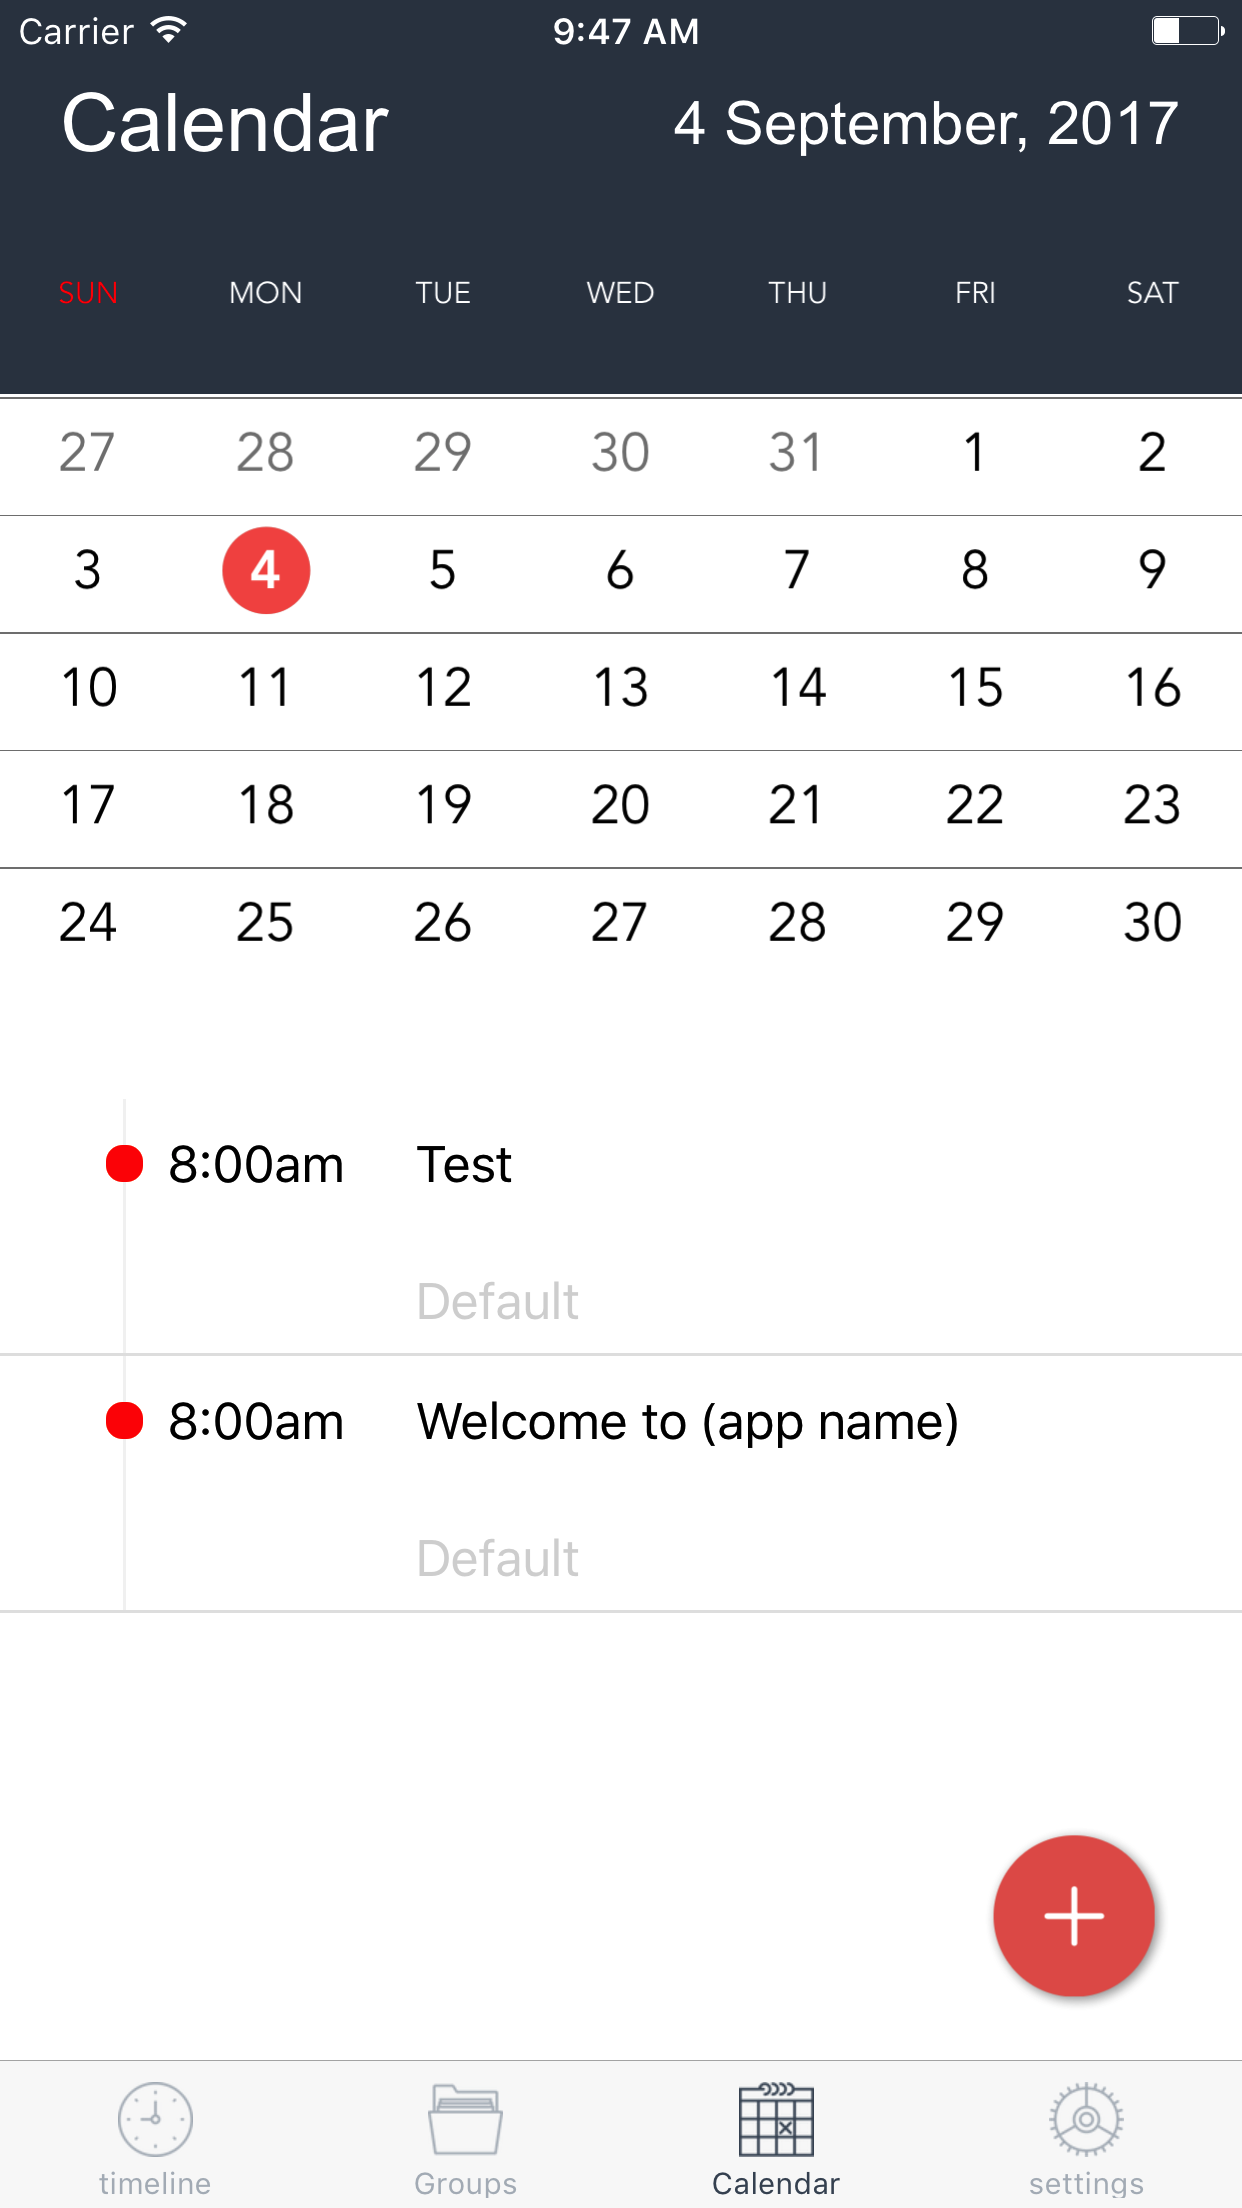 Carrier 9:47 AM
Calendar 4 September, 2017
SUN MON TUE WED THU FRI SAT
27 28 29 30 31 1 2
3 4 5 6 7 8 9
10 11 12 13 14 15 16
17 18 19 20 21 22 23
24 25 26 27 28 29 30
8:00am Test
Default
8:00am Welcome to (app name)
Default
timeline Groups Calendar settings